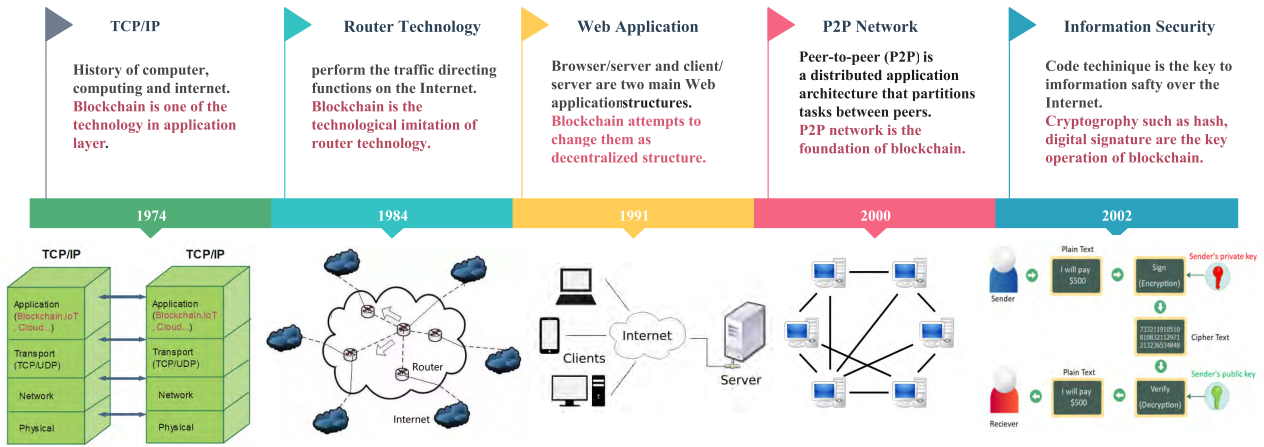 TCP/IP
History of computer,
computing and internet.
Blockchain is one of the
technology in application
layer.
Router Technology
perform the traffic directing
functions on the Internet.
Blockchain is the
technological imitation of
router technology.
Web Application
Browser/server and client/
server are two main Web
applicationstructures.
Blockchain attempts to
change them as
decentralized structure.
P2P Network
Peer-to-peer (P2P) is
a distributed application
architecture that partitions
tasks between peers.
P2P network is the
foundation of blockchain.
Information Security
Code techinique is the key to
imformation safty over the
Internet.
Cryptography such as hash,
digital signature are the key
operation of blockchain.
1974
1984
1991
2000
2002
TCP/IP
Application
(Blockchain,IoT
, Cloud...)
Transport
(TCP/UDP)
Network
Physical
TCP/IP
Application
(Blockchain,IoT
, Cloud...)
Transport
(TCP/UDP)
Network
Physical
Router
Internet
Clients
Internet
Server
Sender
Plain Text
I will pay
$500
Sign
(Encryption)
Sender's private key
733211910510
810832112971
213236534848
Cipher Text
Reciever
Plain Text
I will pay
$500
Verify
(Decryption)
Sender's public key